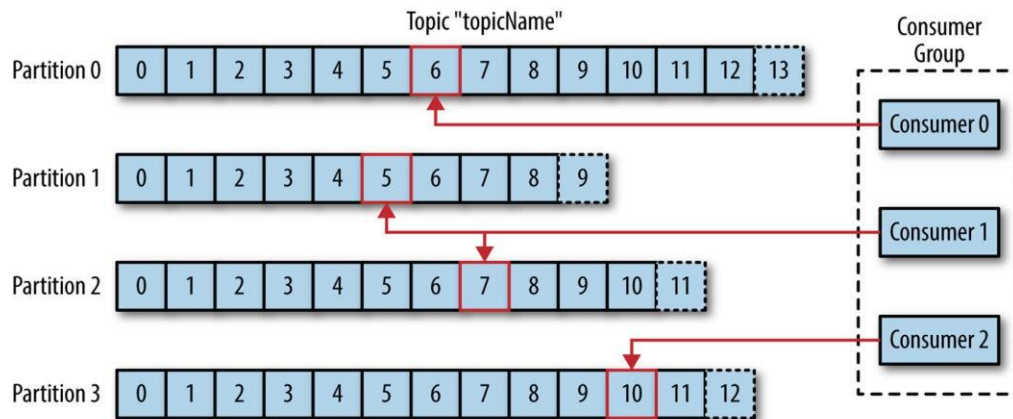 Topic "topicName"
Consumer
Group
Partition 0 0 1 2 3 4 5 6 7 8 9 10 11 12 13
Consumer 0
Partition 1 0 1 2 3 4 5 6 7 8 9
Consumer 1
Partition 2 0 1 2 3 4 5 6 7 8 9 10 11
Consumer 2
Partition 3 0 1 2 3 4 5 6 7 8 9 10 11 12